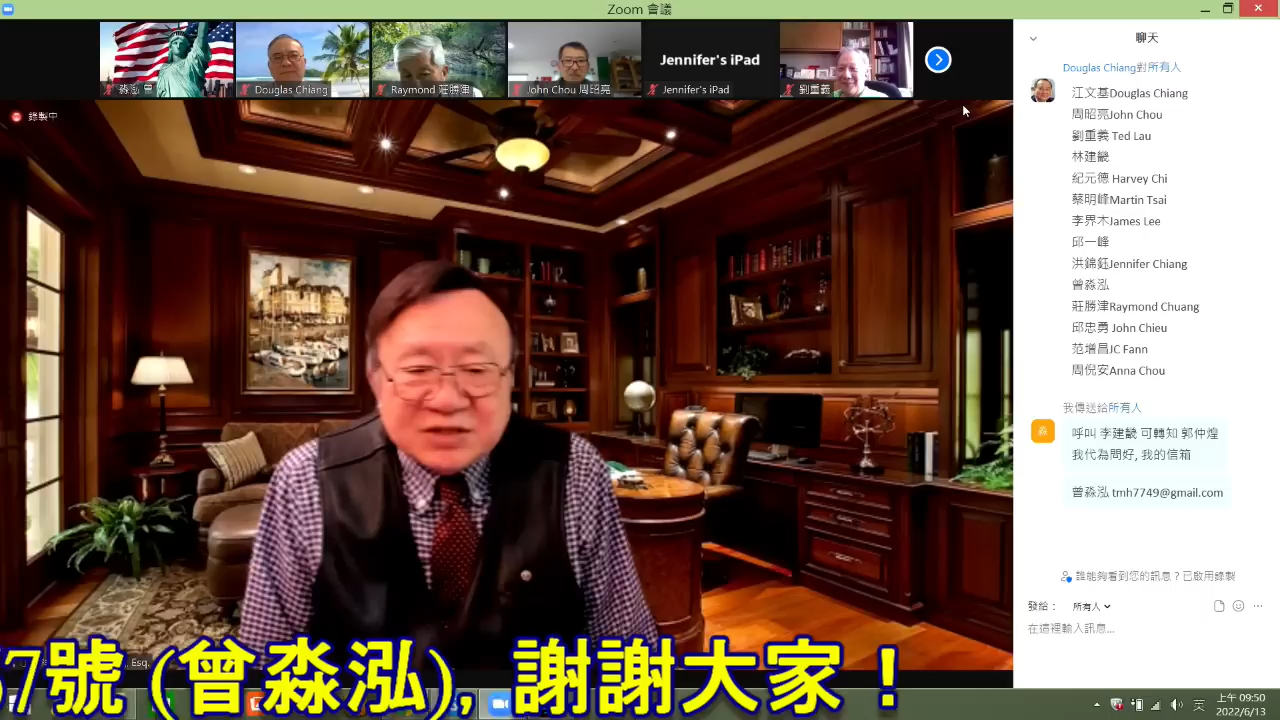 Zoom 會議
淼泓 曾
Douglas Chiang
Raymond 莊勝津
John Chou 周昭亮
Jennifer's iPad
Jennifer's iPad
劉重義
錄製中
聊天
Douglas Chiang對所有人
江文基Douglas Chiang
周昭亮John Chou
劉重義 Ted Lau
林建畿
紀元德 Harvey Chi
蔡明峰Martin Tsai
李界木James Lee
邱一峰
洪錦鈺Jennifer Chiang
曾淼泓
莊勝津Raymond Chuang
邱忠勇 John Chieu
范增昌JC Fann
周倪安Anna Chou
我傳送給所有人
淼
呼叫 李建畿 可轉知 郭仲煌
我代為問好, 我的信箱
曾淼泓 tmh7749@gmail.com
誰能夠看到您的訊息？已啟用錄製
發給：
所有人
在這裡輸入訊息...
, Esq.
57號 (曾淼泓), 謝謝大家！
英
上午 09:50
2022/6/13